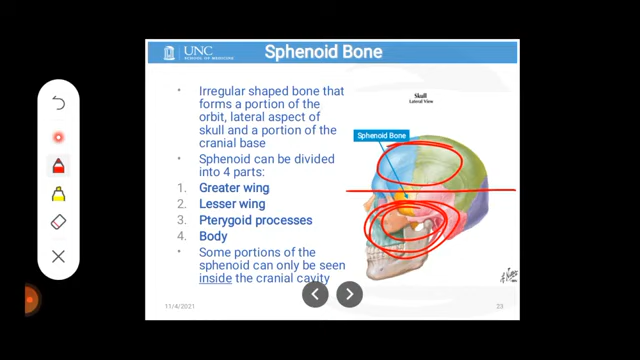 UNC
SCHOOL OF MEDICINE
Sphenoid Bone
• Irregular shaped bone that
forms a portion of the
orbit, lateral aspect of
skull and a portion of the
cranial base
• Sphenoid can be divided
into 4 parts:
1. Greater wing
2. Lesser wing
3. Pterygoid processes
4. Body
• Some portions of the
sphenoid can only be seen
inside the cranial cavity
Skull
Lateral View
Sphenoid Bone
11/4/2021
23